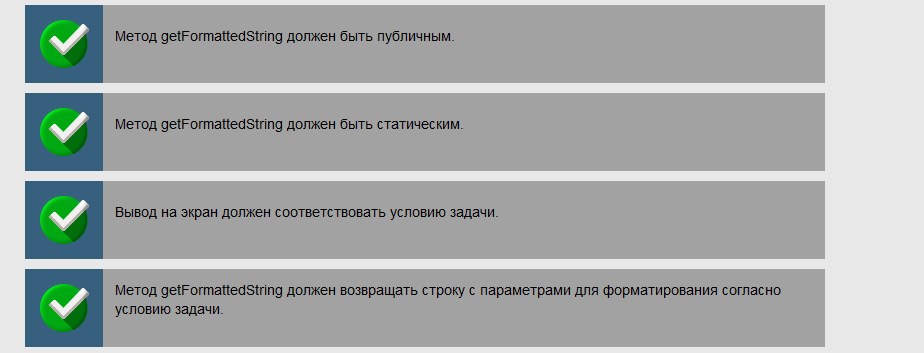 Метод getFormattedString должен быть публичным.
Метод getFormattedString должен быть статическим.
Вывод на экран должен соответствовать условию задачи.
Метод getFormattedString должен возвращать строку с параметрами для форматирования согласно
условию задачи.